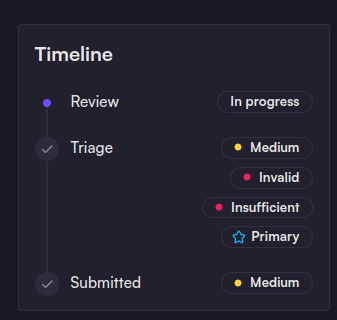 Timeline
Review In progress
Triage Medium
Invalid
Insufficient
Primary
Submitted Medium